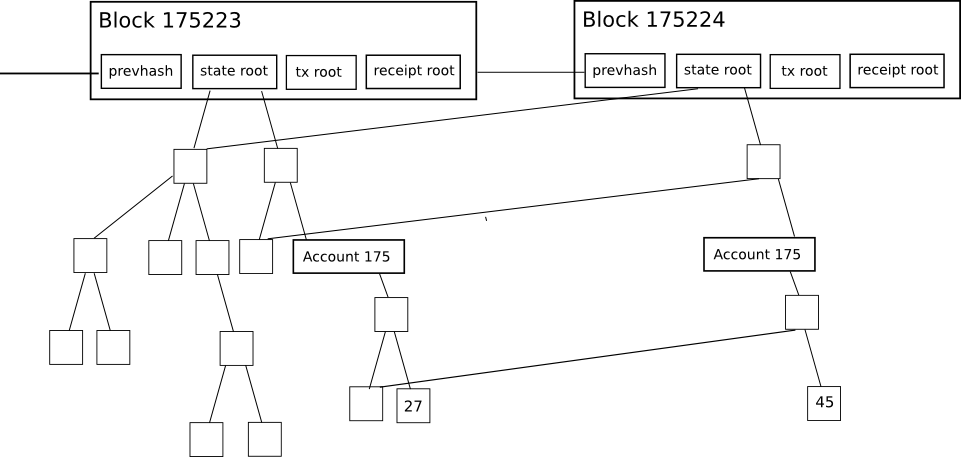 Block 175223
prevhash
state root
tx root
receipt root
Block 175224
prevhash
state root
tx root
receipt root
Account 175
Account 175
27
45